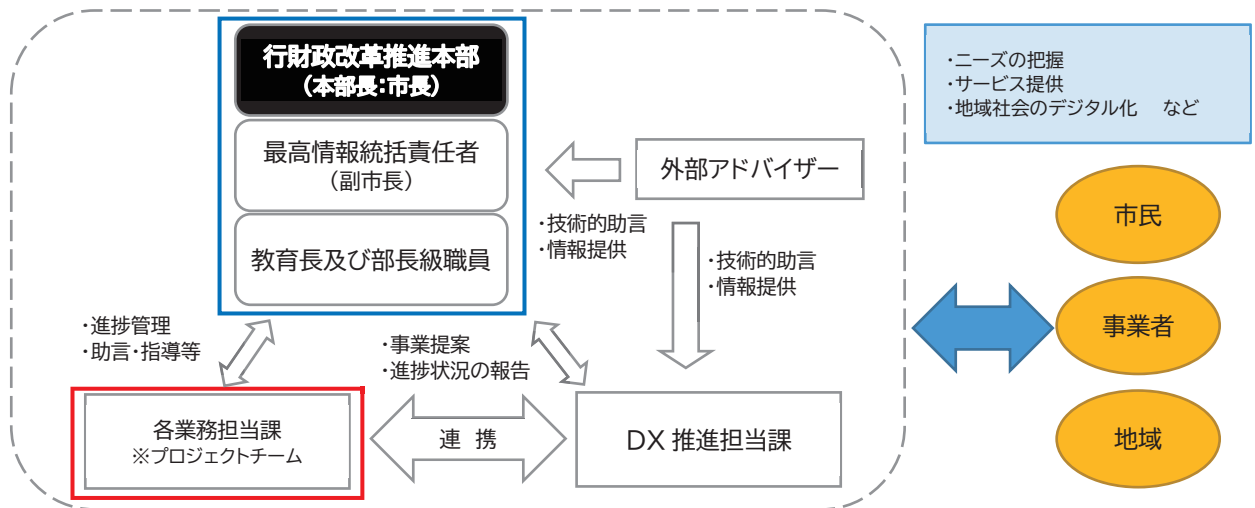 行財政改革推進本部
（本部長：市長）
最高情報統括責任者
（副市長）
教育長及び部長級職員
外部アドバイザー
・技術的助言
・情報提供
・技術的助言
・情報提供
・進捗管理
・助言・指導等
・事業提案
・進捗状況の報告
各業務担当課
※プロジェクトチーム
連 携
DX 推進担当課
・ニーズの把握
・サービス提供
・地域社会のデジタル化 など
市民
事業者
地域